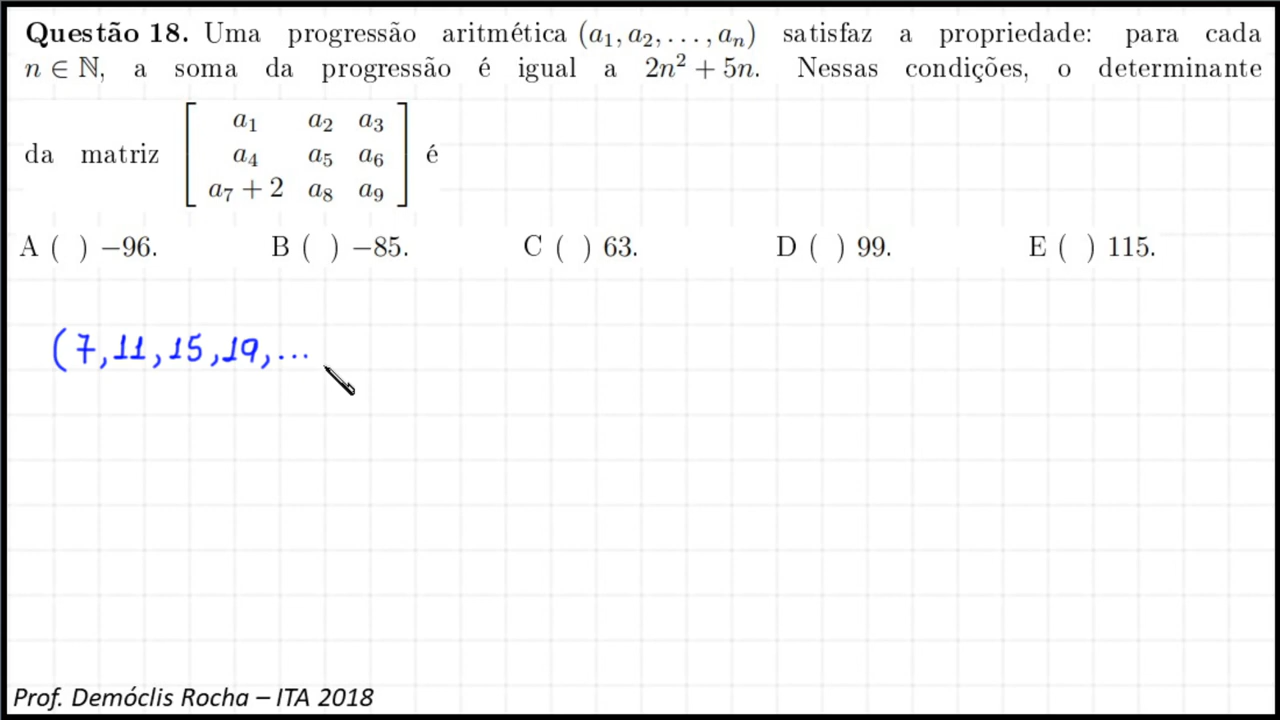 Questão 18. Uma progressão aritmética (a₁, a₂, . . . , aₙ) satisfaz a propriedade: para cada
n ∈ ℕ, a soma da progressão é igual a 2n² + 5n. Nessas condições, o determinante
a₁ a₂ a₃
da matriz [ a₄ a₅ a₆ ] é
a₇ + 2 a₈ a₉
A ( ) −96. B ( ) −85. C ( ) 63. D ( ) 99. E ( ) 115.
(7,11,15,19,...
Prof. Demóclis Rocha – ITA 2018